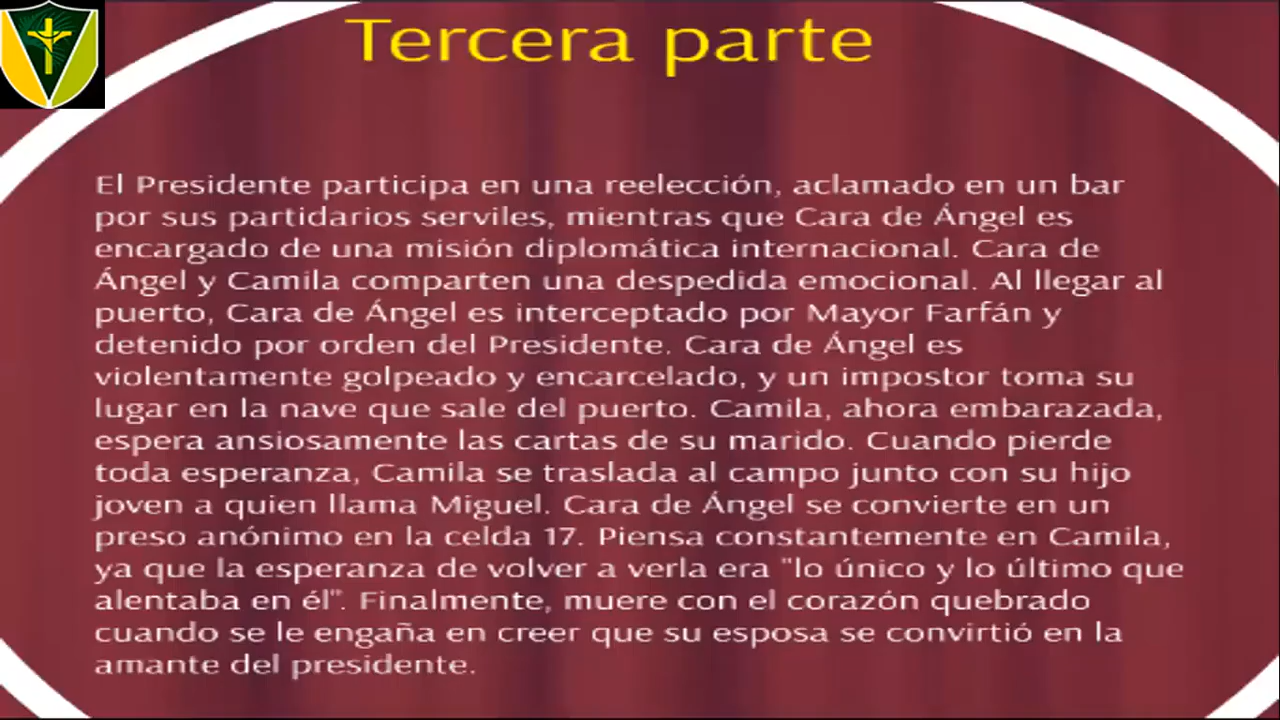 Tercera parte
El Presidente participa en una reelección, aclamado en un bar
por sus partidarios serviles, mientras que Cara de Ángel es
encargado de una misión diplomática internacional. Cara de
Ángel y Camila comparten una despedida emocional. Al llegar al
puerto, Cara de Ángel es interceptado por Mayor Farfán y
detenido por orden del Presidente. Cara de Ángel es
violentamente golpeado y encarcelado, y un impostor toma su
lugar en la nave que sale del puerto. Camila, ahora embarazada,
espera ansiosamente las cartas de su marido. Cuando pierde
toda esperanza, Camila se traslada al campo junto con su hijo
joven a quien llama Miguel. Cara de Ángel se convierte en un
preso anónimo en la celda 17. Piensa constantemente en Camila,
ya que la esperanza de volver a verla era "lo único y lo último que
alentaba en él". Finalmente, muere con el corazón quebrado
cuando se le engaña en creer que su esposa se convirtió en la
amante del presidente.